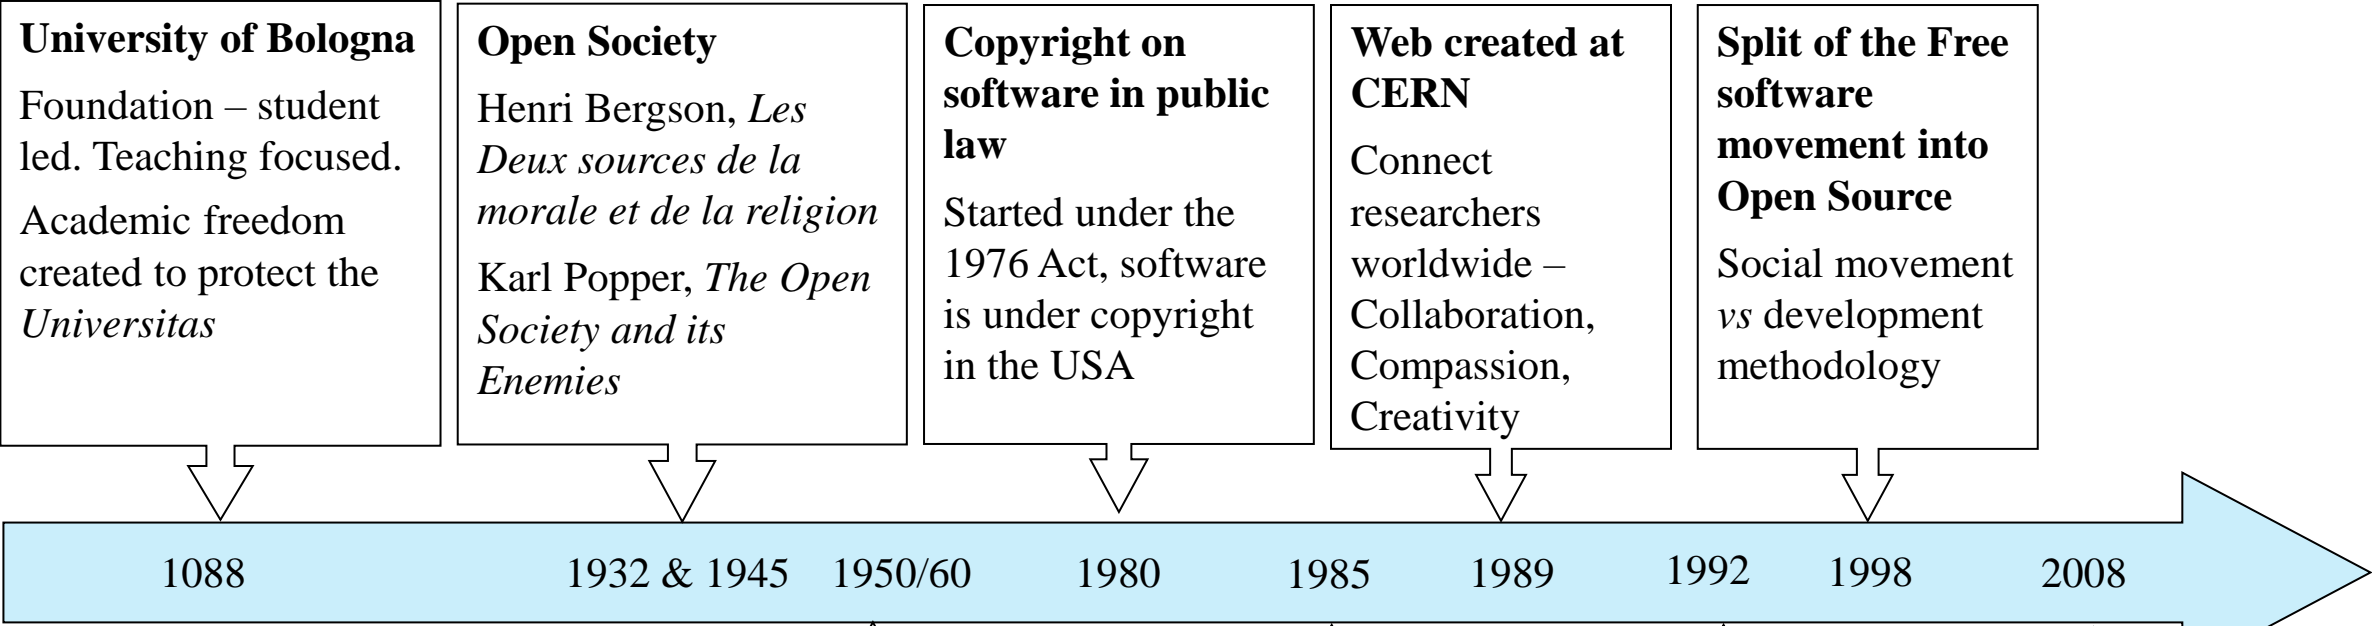 University of Bologna
Foundation – student
led. Teaching focused.
Academic freedom
created to protect the
Universitas
Open Society
Henri Bergson, Les
Deux sources de la
morale et de la religion
Karl Popper, The Open
Society and its
Enemies
Copyright on
software in public
law
Started under the
1976 Act, software
is under copyright
in the USA
Web created at
CERN
Connect
researchers
worldwide –
Collaboration,
Compassion,
Creativity
Split of the Free
software
movement into
Open Source
Social movement
vs development
methodology
1088
1932 & 1945
1950/60
1980
1985
1989
1992
1998
2008